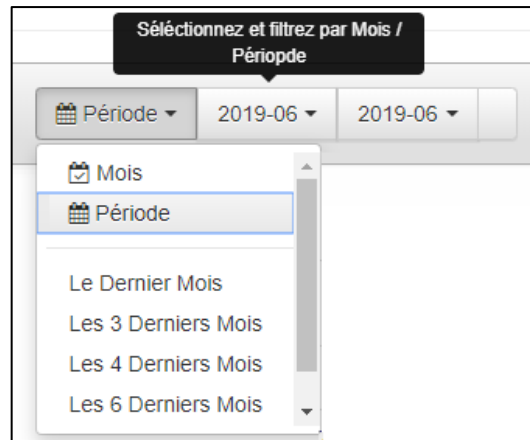 Séléctionnez et filtrez par Mois /
Périopde
Période 2019-06 2019-06
Mois
Période
Le Dernier Mois
Les 3 Derniers Mois
Les 4 Derniers Mois
Les 6 Derniers Mois